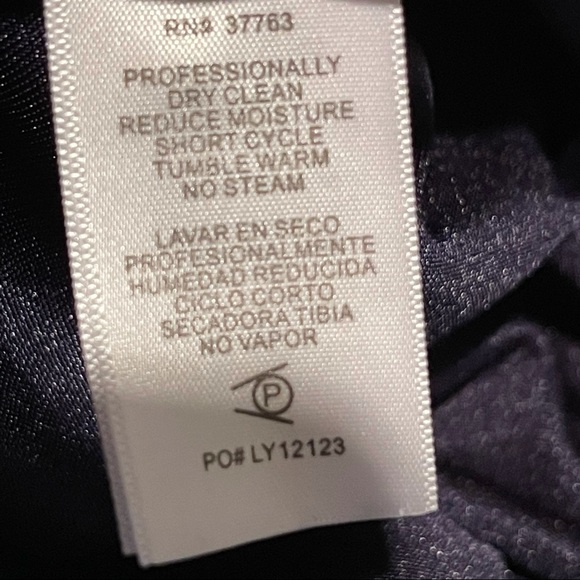 RN# 37763
PROFESSIONALLY
DRY CLEAN
REDUCE MOISTURE
SHORT CYCLE
TUMBLE WARM
NO STEAM
LAVAR EN SECO
PROFESIONALMENTE
HUMEDAD REDUCIDA
CICLO CORTO
SECADORA TIBIA
NO VAPOR
P
PO# LY12123